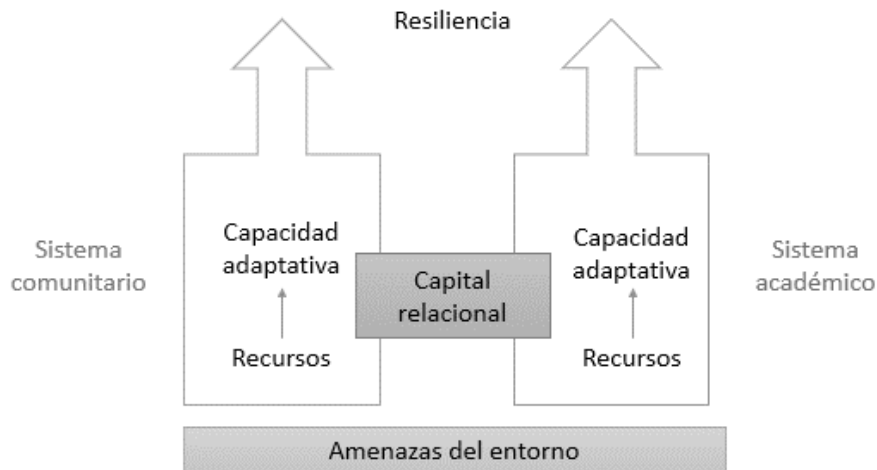 Resiliencia
Sistema
comunitario
Capacidad
adaptativa
Recursos
Capital
relacional
Capacidad
adaptativa
Recursos
Sistema
académico
Amenazas del entorno